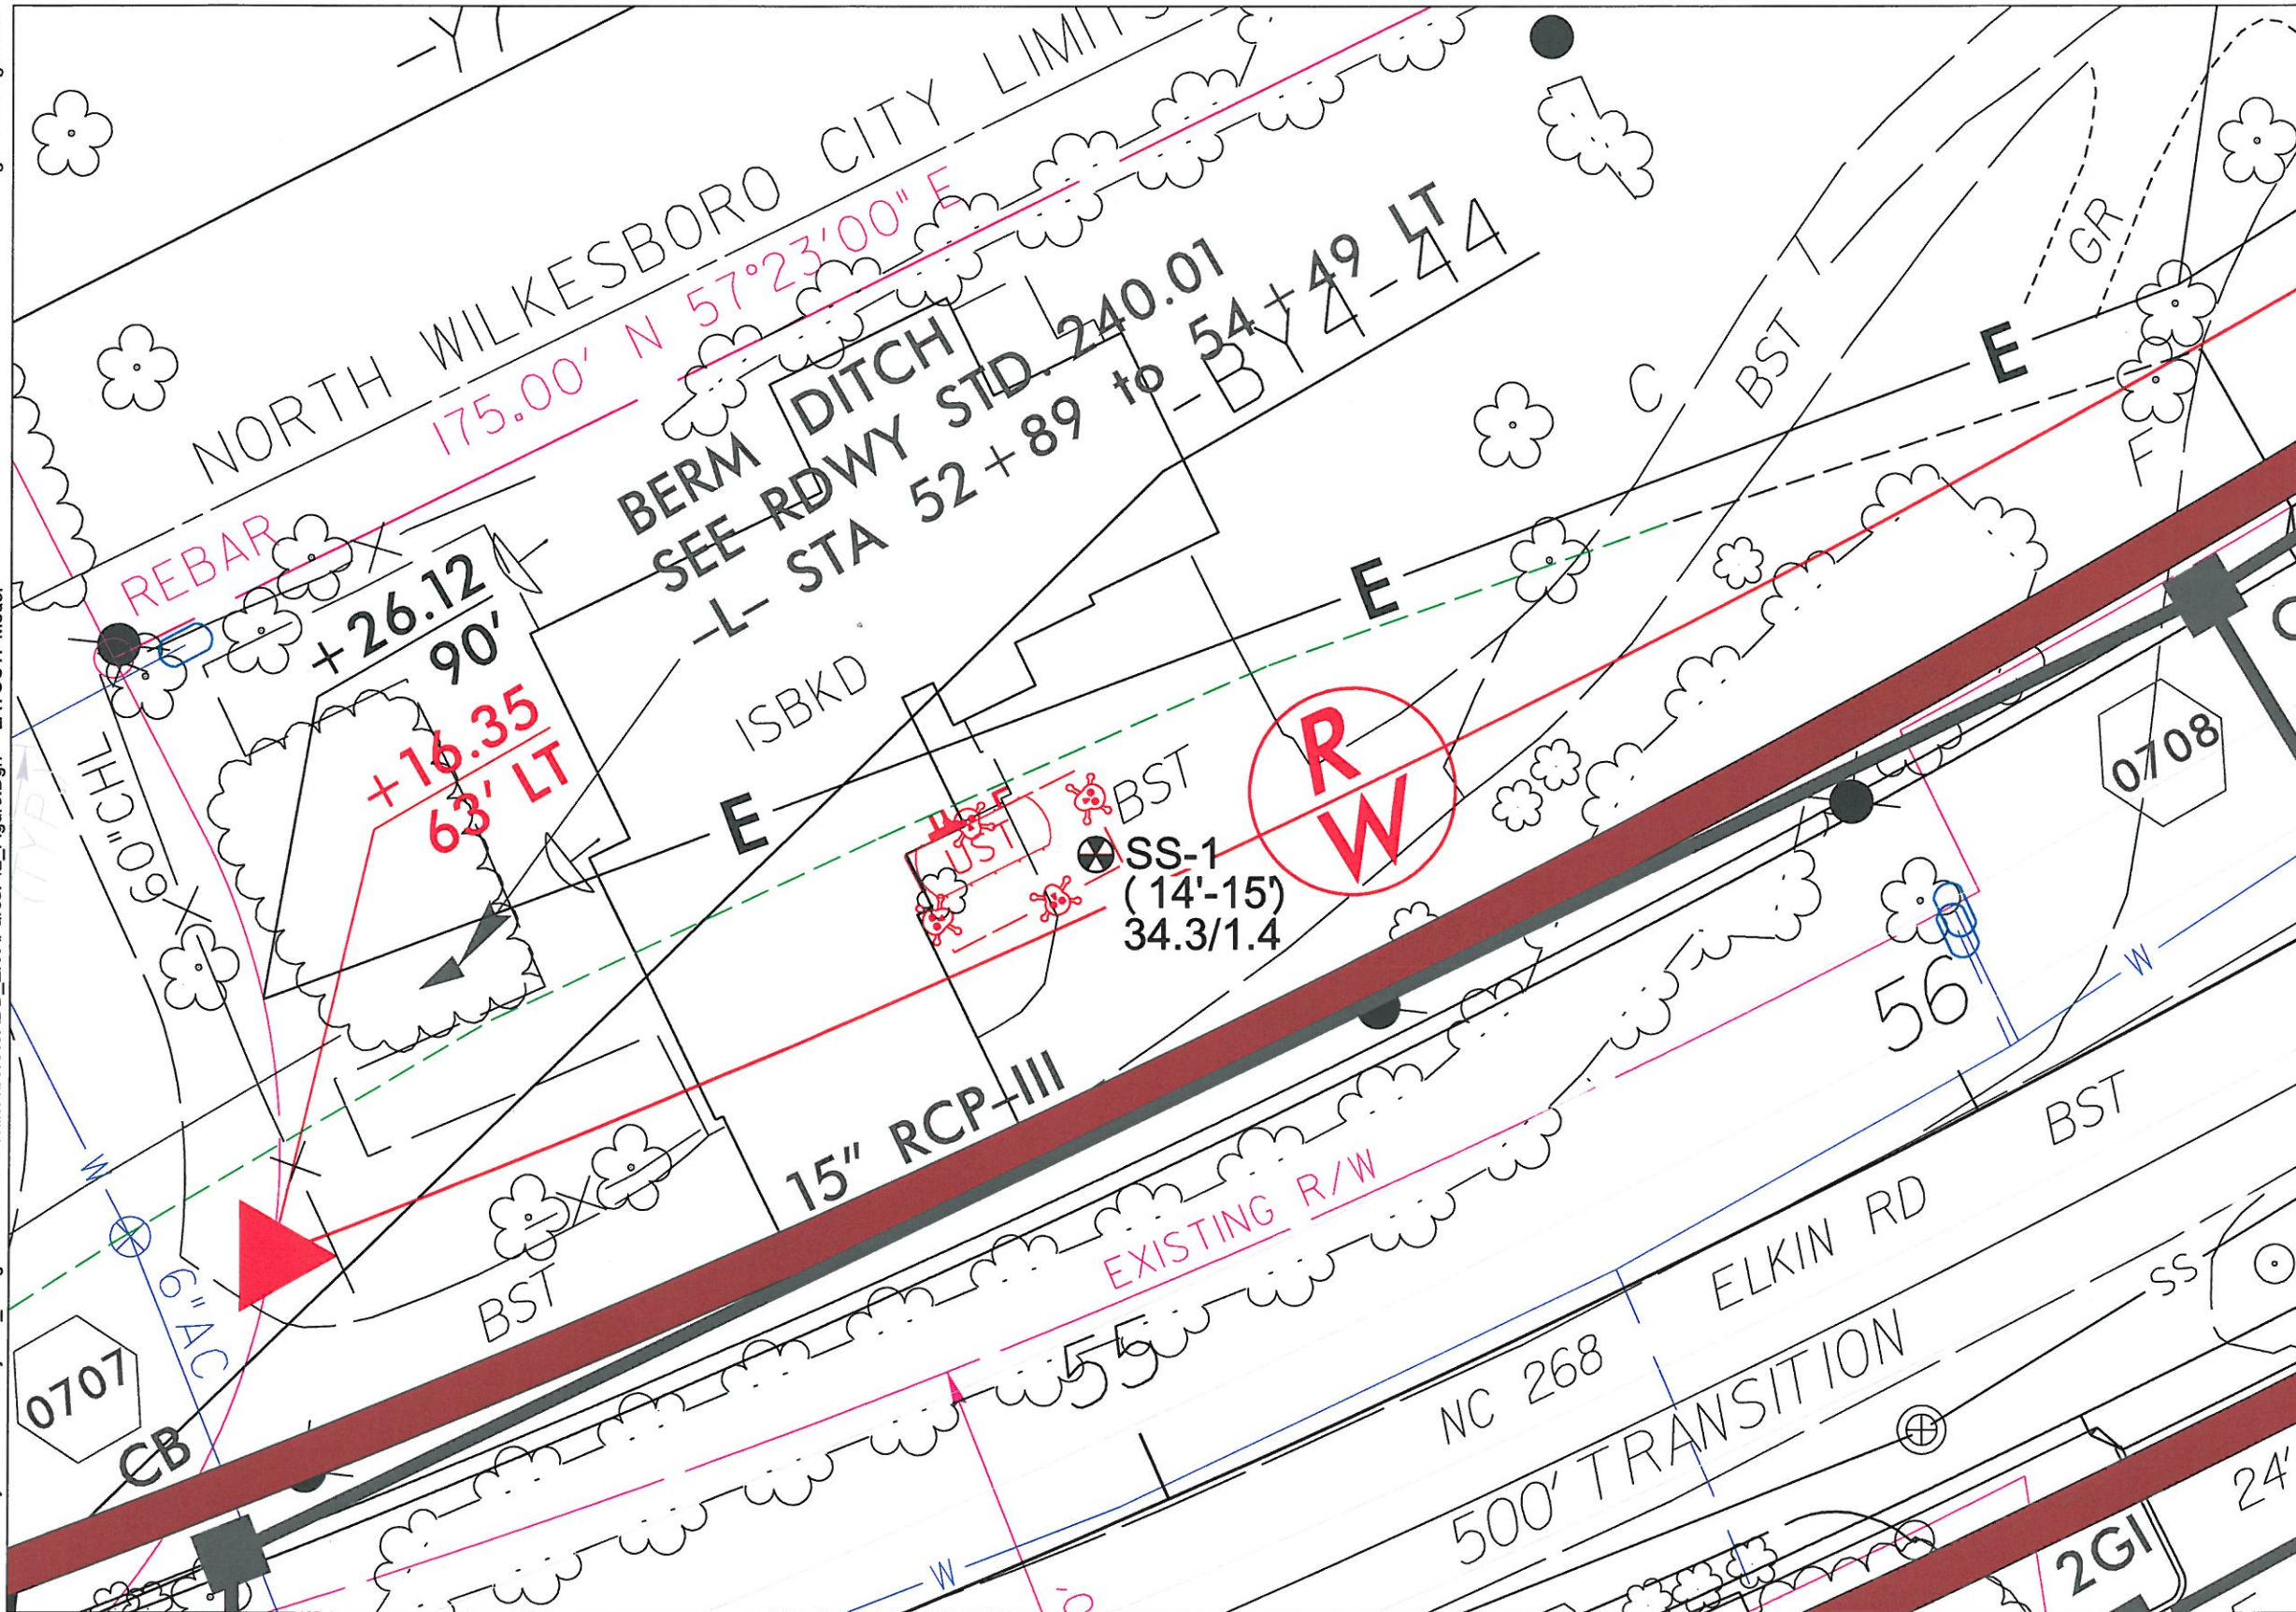 -Y1
NORTH WILKESBORO CITY LIMITS
175.00' N 57°23'00" E
REBAR
BERM DITCH
SEE RDWY STD. 240.01
-L- STA 52+89 to 54+49 LT
-BY4-44
+26.12
90'
+16.35
63' LT
60"CHL
ISBKD
E
E
E
C
BST
GR
F
BST
UST
R
W
SS-1
(14'-15')
34.3/1.4
0708
0707
15" RCP-III
BST
6"AC
W
CB
EXISTING R/W
55
56
W
BST
NC 268
ELKIN RD
500' TRANSITION
SS
W
24'
2GI